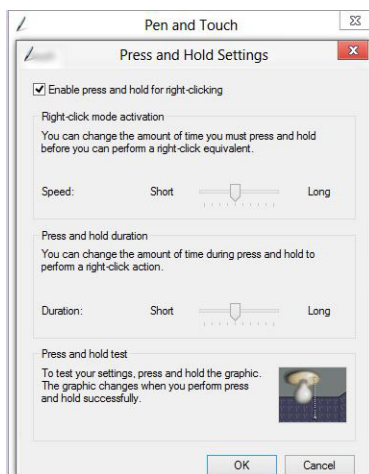 Pen and Touch
Press and Hold Settings
Enable press and hold for right-clicking
Right-click mode activation
You can change the amount of time you must press and hold
before you can perform a right-click equivalent.
Speed: Short Long
Press and hold duration
You can change the amount of time during press and hold to
perform a right-click action.
Duration: Short Long
Press and hold test
To test your settings, press and hold the graphic.
The graphic changes when you perform press
and hold successfully.
OK Cancel